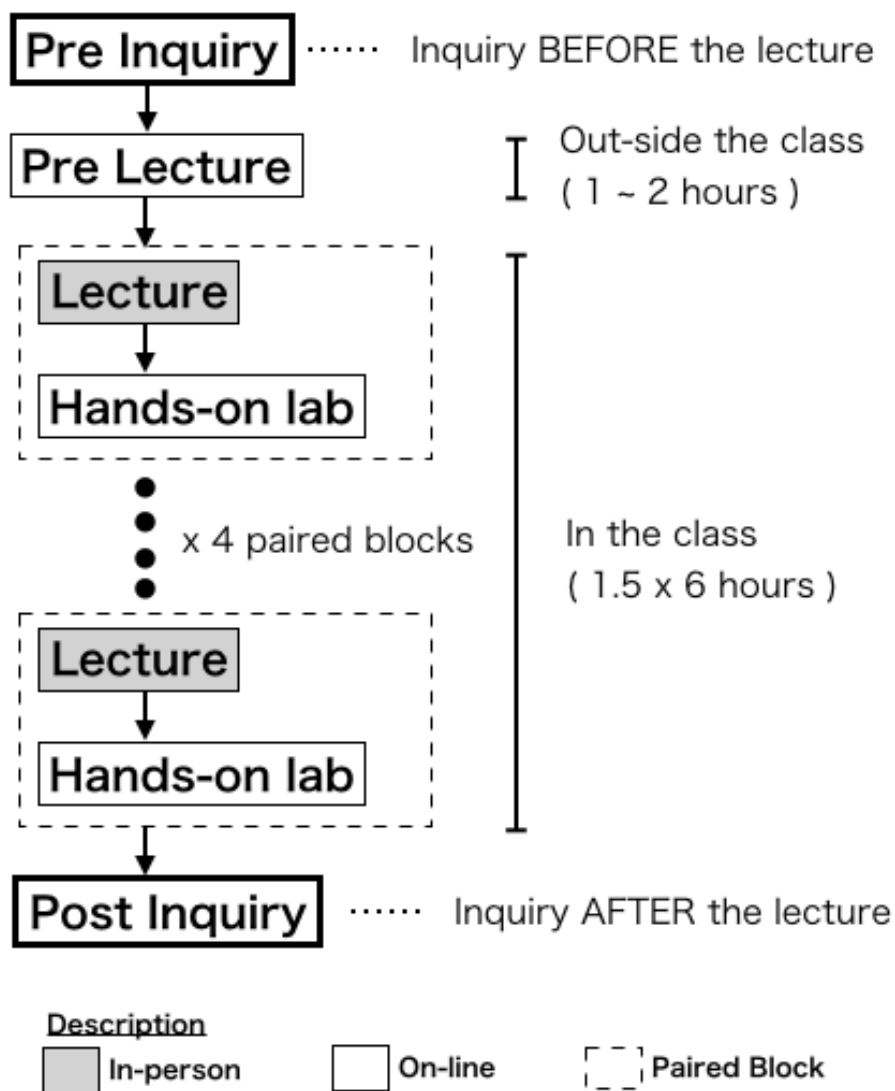 Pre Inquiry ······ Inquiry BEFORE the lecture
Pre Lecture
Out-side the class
( 1 ~ 2 hours )
Lecture
Hands-on lab
x 4 paired blocks
In the class
( 1.5 x 6 hours )
Lecture
Hands-on lab
Post Inquiry ······ Inquiry AFTER the lecture
Description
In-person On-line Paired Block